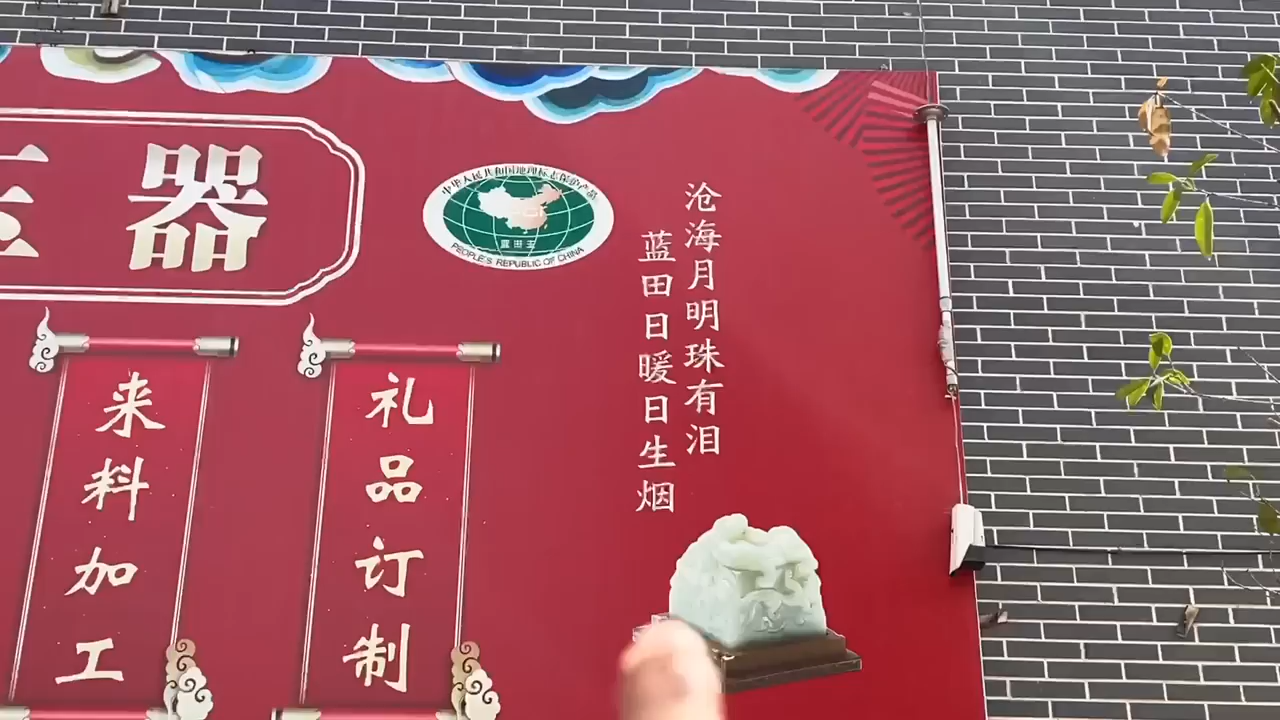 玉器
中华人民共和国地理标志保护产品
蓝田玉
PEOPLE'S REPUBLIC OF CHINA
沧海月明珠有泪
蓝田日暖日生烟
来料加工
礼品订制